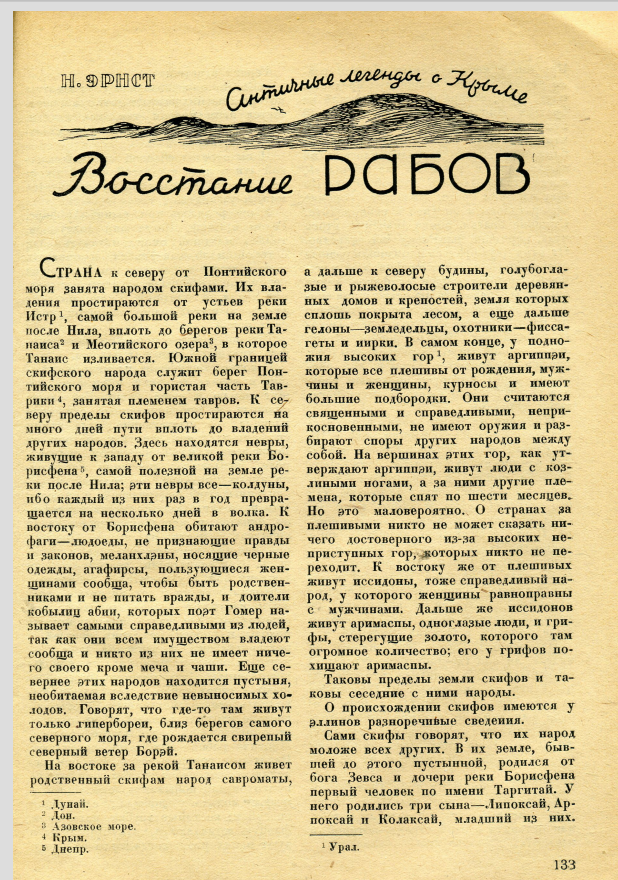 Н. ЭРНСТ
Античные легенды о Крыме
Восстание РАБОВ
СТРАНА к северу от Понтийского
моря занята народом скифами. Их вла-
дения простираются от устьев реки
Истр¹, самой большой реки на земле
после Нила, вплоть до берегов реки Та-
наиса² и Меотийского озера³, в которое
Танаис изливается. Южной границей
скифского народа служит берег Пон-
тийского моря и гористая часть Тав-
рики⁴, занятая племенем тавров. К се-
веру пределы скифов простираются на
много дней пути вплоть до владений
других народов. Здесь находятся невры,
живущие к западу от великой реки Бо-
рисфена⁵, самой полезной на земле ре-
ки после Нила; эти невры все—колдуны,
ибо каждый из них раз в год превра-
щается на несколько дней в волка. К
востоку от Борисфена обитают андро-
фаги—людоеды, не признающие правды
и законов, меланхлэны, носящие черные
одежды, агафирсы, пользующиеся жен-
щинами сообща, чтобы быть родствен-
никами и не питать вражды, и доители
кобылиц абии, которых поэт Гомер на-
зывает самыми справедливыми из людей,
так как они всем имуществом владеют
сообща и никто из них не имеет ниче-
го своего кроме меча и чаши. Еще се-
вернее этих народов находится пустыня,
необитаемая вследствие невыносимых хо-
лодов. Говорят, что где-то там живут
только гипербореи, близ берегов самого
северного моря, где рождается свирепый
северный ветер Борэй.
На востоке за рекой Танаисом живет
родственный скифам народ савроматы,
¹ Дунай.
² Дон.
³ Азовское море.
⁴ Крым.
⁵ Днепр.
а дальше к северу будины, голубогла-
зые и рыжеволосые строители деревян-
ных домов и крепостей, земля которых
сплошь покрыта лесом, а еще дальше
гелоны—земледельцы, охотники—фисса-
геты и иирки. В самом конце, у подно-
жия высоких гор¹, живут аргиппэи,
которые все плешивы от рождения, муж-
чины и женщины, курносы и имеют
большие подбородки. Они считаются
священными и справедливыми, непри-
косновенными, не имеют оружия и раз-
бирают споры других народов между
собой. На вершинах этих гор, как ут-
верждают аргиппэи, живут люди с коз-
лиными ногами, а за ними другие пле-
мена, которые спят по шести месяцев.
Но это маловероятно. О странах за
плешивыми никто не может сказать ни-
чего достоверного из-за высоких не-
приступных гор, которых никто не пе-
реходит. К востоку же от плешивых
живут иссидоны, тоже справедливый на-
род, у которого женщины равноправны
с мужчинами. Дальше же иссидонов
живут аримаспы, одноглазые люди, и гри-
фы, стерегущие золото, которого там
огромное количество; его у грифов по-
хищают аримаспы.
Таковы пределы земли скифов и та-
ковы соседние с ними народы.
О происхождении скифов имеются у
эллинов разноречивые сведения.
Сами скифы говорят, что их народ
моложе всех других. В их земле, быв-
шей до этого пустынной, родился от
бога Зевса и дочери реки Борисфена
первый человек по имени Таргитай. У
него родились три сына—Липоксай, Ар-
поксай и Колаксай, младший из них.
¹ Урал.
133